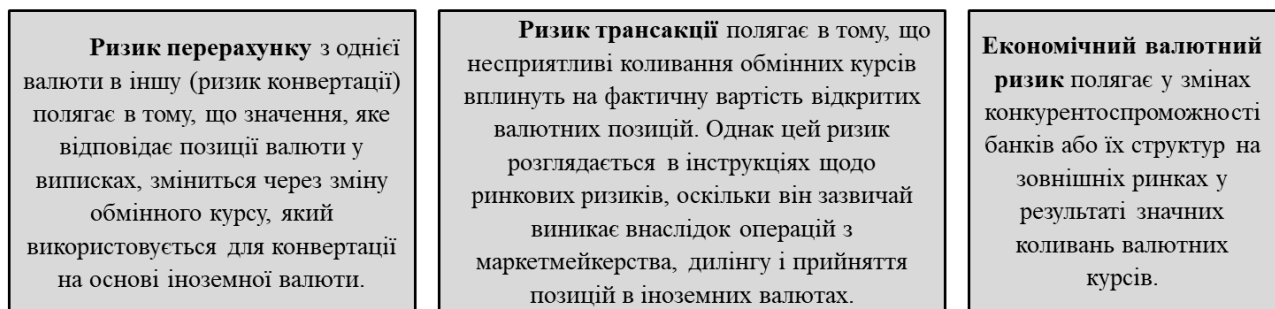 Ризик перерахунку з однієї
валюти в іншу (ризик конвертації)
полягає в тому, що значення, яке
відповідає позиції валюти у
виписках, зміниться через зміну
обмінного курсу, який
використовується для конвертації
на основі іноземної валюти.
Ризик трансакції полягає в тому, що
несприятливі коливання обмінних курсів
вплинуть на фактичну вартість відкритих
валютних позицій. Однак цей ризик
розглядається в інструкціях щодо
ринкових ризиків, оскільки він зазвичай
виникає внаслідок операцій з
маркетмейкерства, дилінгу і прийняття
позицій в іноземних валютах.
Економічний валютний
ризик полягає у змінах
конкурентоспроможності
банків або їх структур на
зовнішніх ринках у
результаті значних
коливань валютних
курсів.